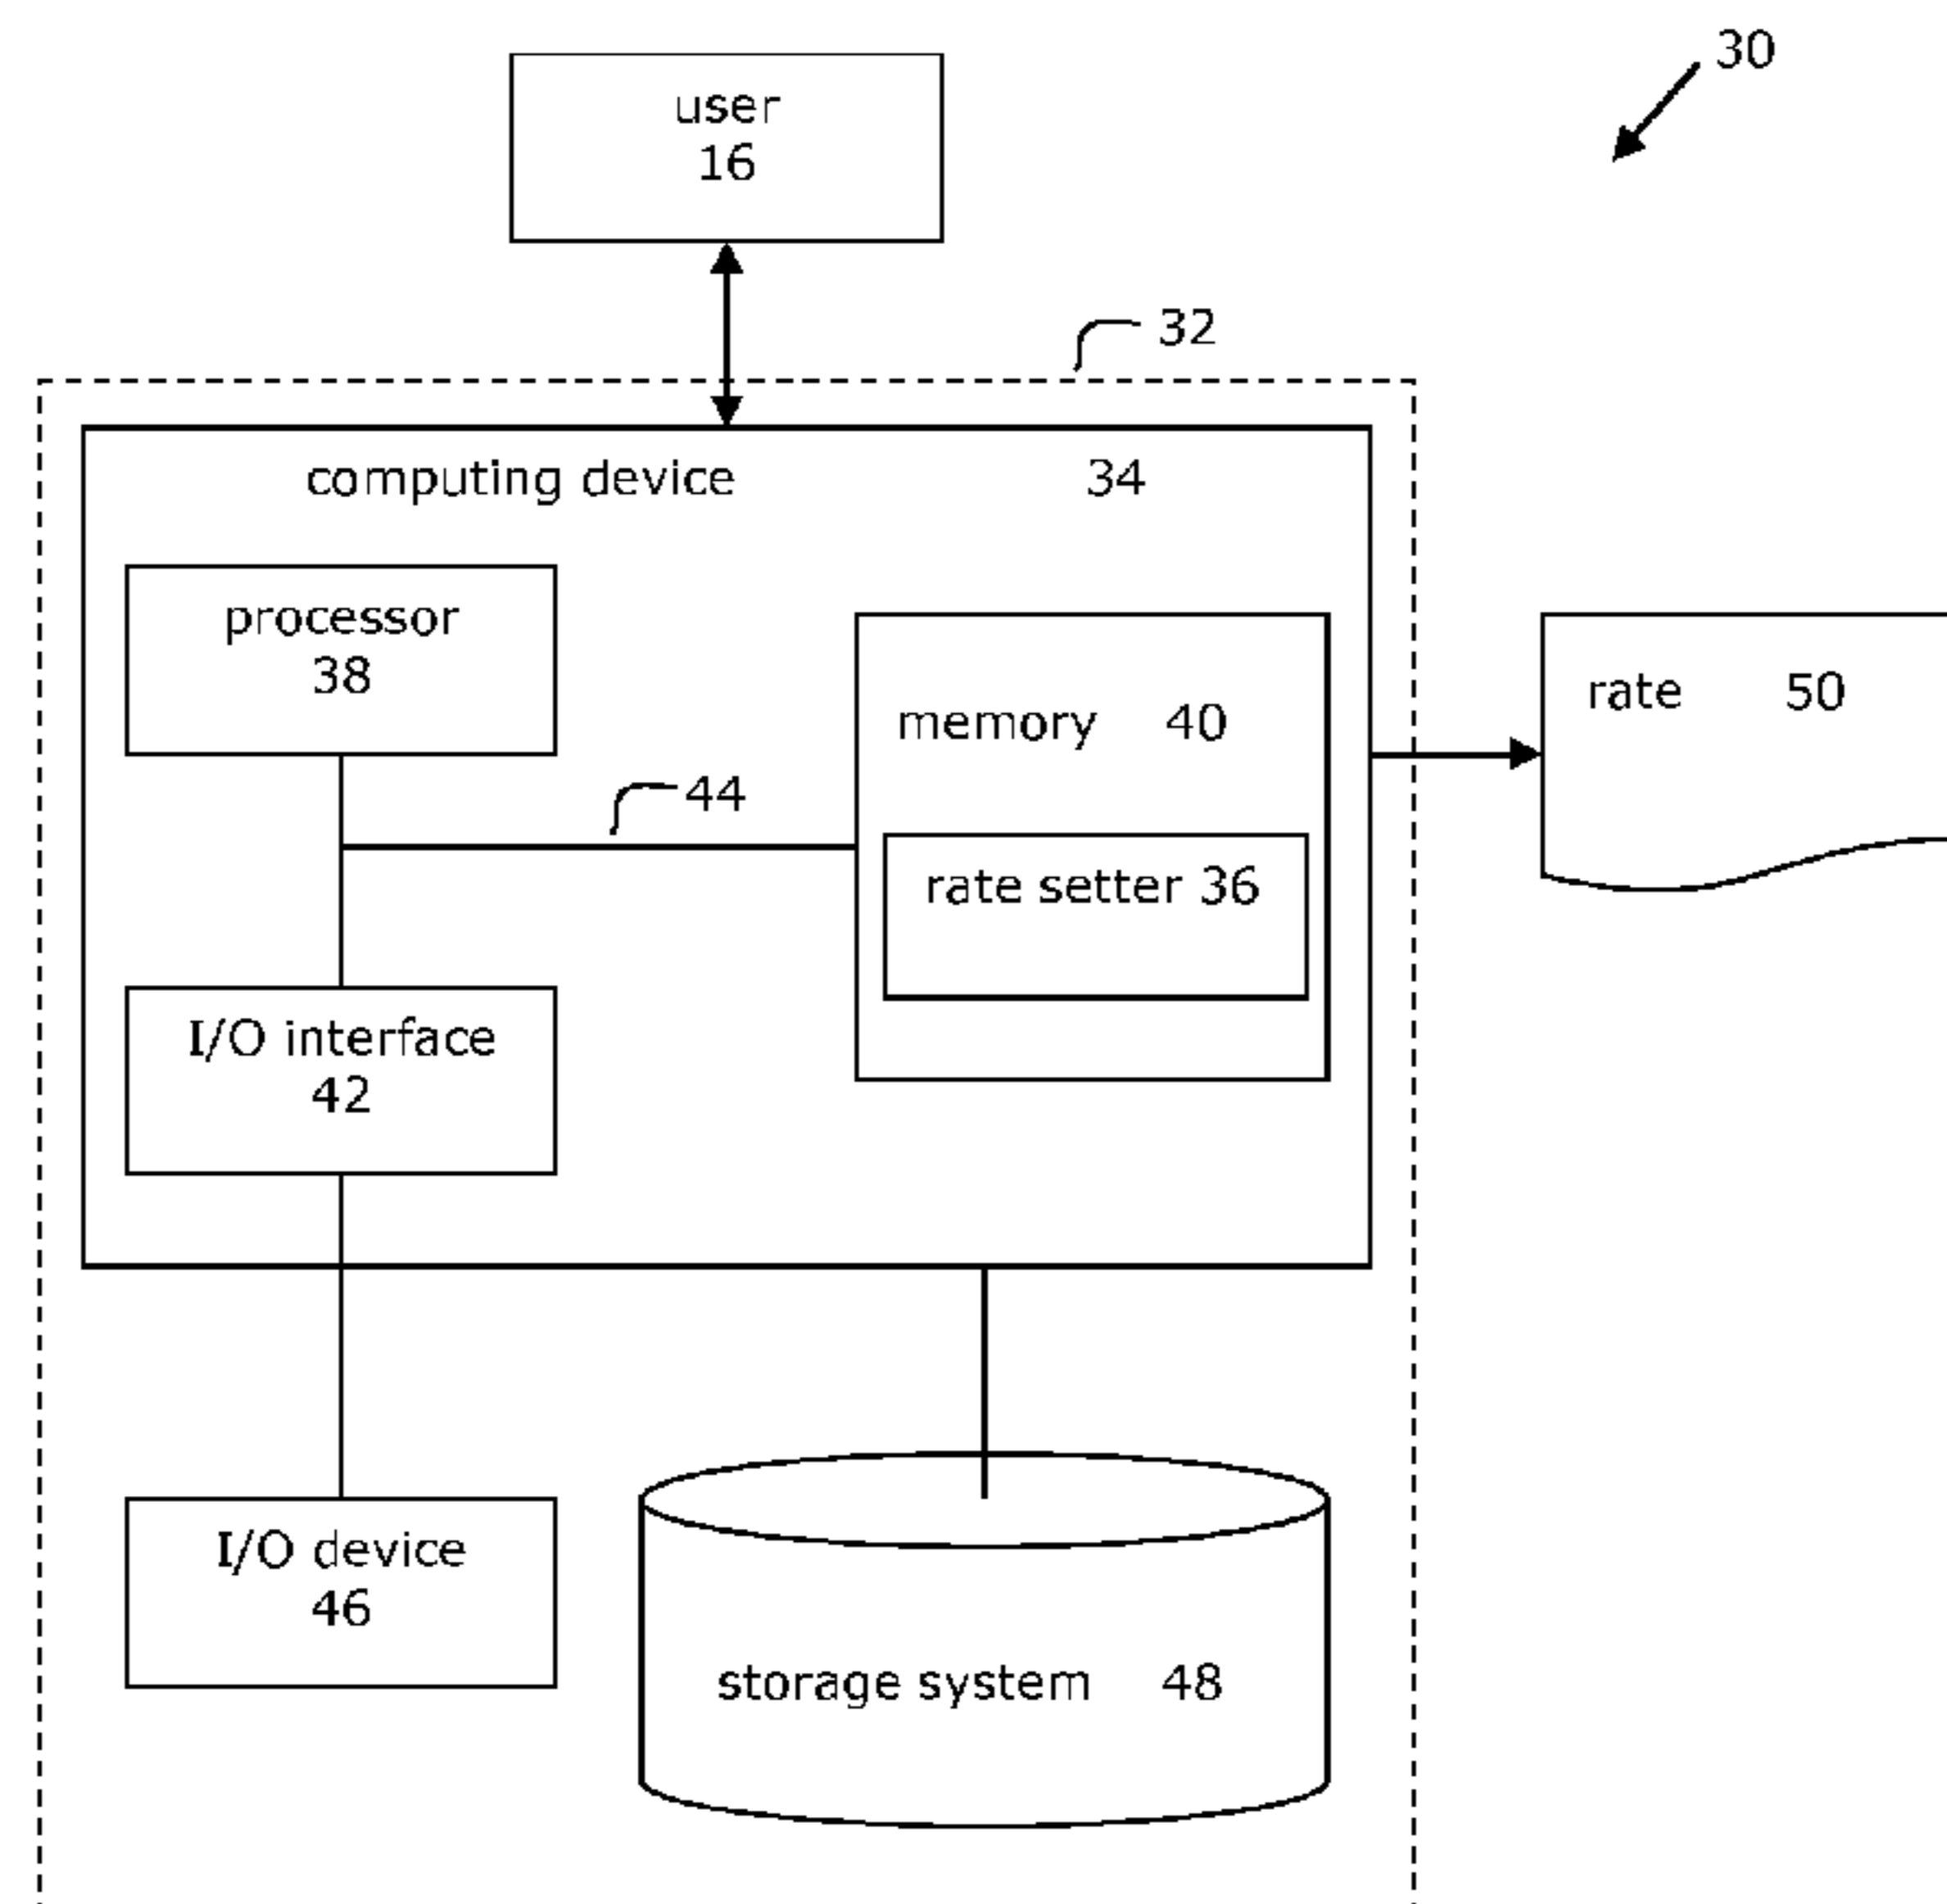 30
user
16
32
computing device 34
processor
38
memory 40
rate 50
44
rate setter 36
I/O interface
42
I/O device
46
storage system 48